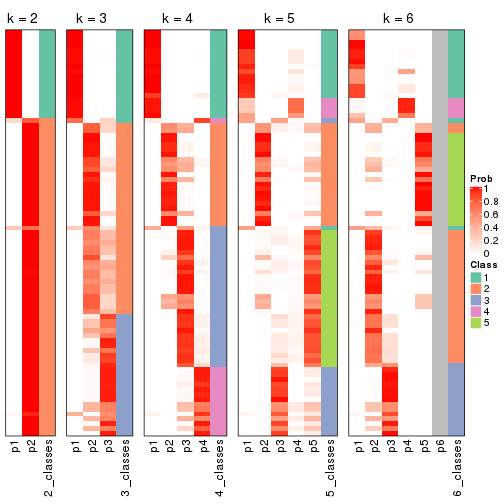 k = 2
k = 3
k = 4
k = 5
k = 6
p1
p2
2_classes
p1
p2
p3
3_classes
p1
p2
p3
p4
4_classes
p1
p2
p3
p4
p5
5_classes
p1
p2
p3
p4
p5
p6
6_classes
Prob
1
0.8
0.6
0.4
0.2
0
Class
1
2
3
4
5